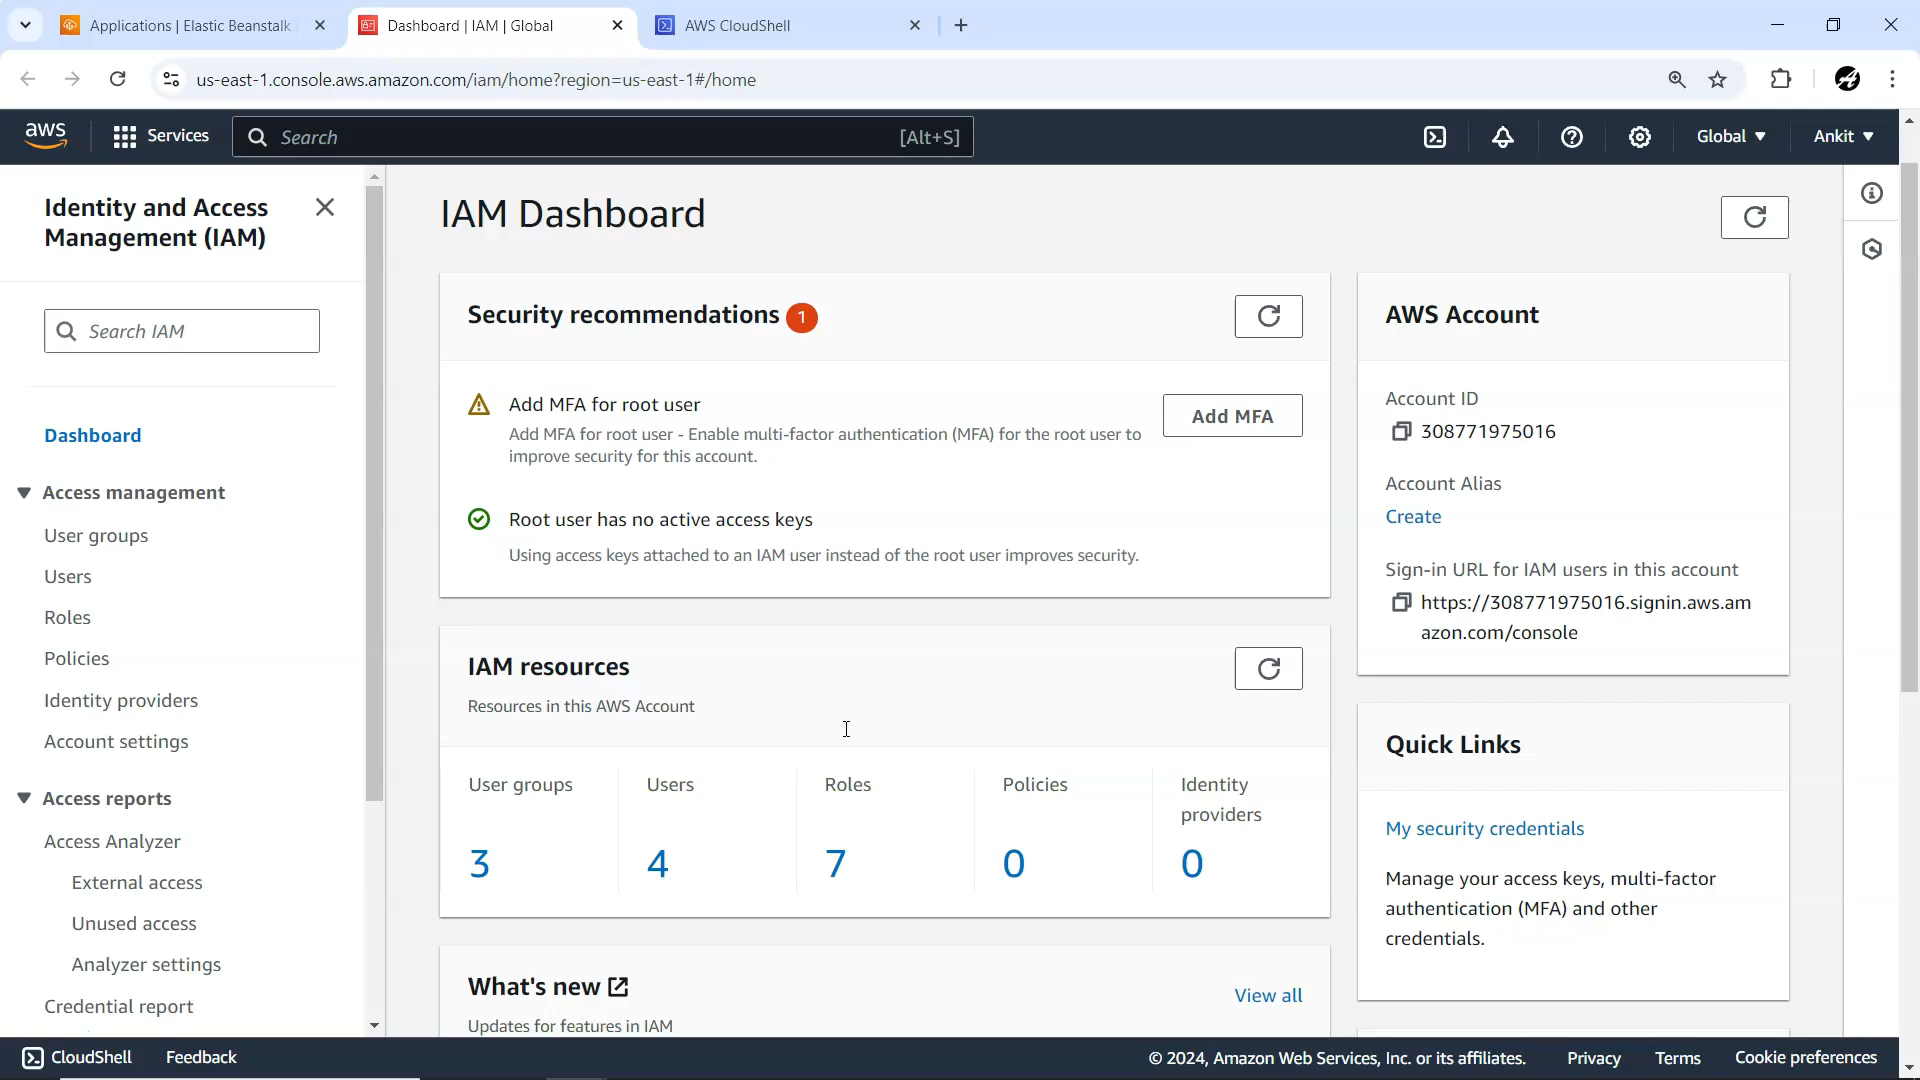 Applications | Elastic Beanstalk
Dashboard | IAM | Global
AWS CloudShell
us-east-1.console.aws.amazon.com/iam/home?region=us-east-1#/home
aws
Services
Search
[Alt+S]
Global
Ankit
Identity and Access
Management (IAM)
Search IAM
Dashboard
Access management
User groups
Users
Roles
Policies
Identity providers
Account settings
Access reports
Access Analyzer
External access
Unused access
Analyzer settings
Credential report
IAM Dashboard
Security recommendations 1
Add MFA for root user
Add MFA for root user - Enable multi-factor authentication (MFA) for the root user to
improve security for this account.
Add MFA
Root user has no active access keys
Using access keys attached to an IAM user instead of the root user improves security.
IAM resources
Resources in this AWS Account
User groups
3
Users
4
Roles
7
Policies
0
Identity
providers
0
What's new
View all
Updates for features in IAM
AWS Account
Account ID
308771975016
Account Alias
Create
Sign-in URL for IAM users in this account
https://308771975016.signin.aws.am
azon.com/console
Quick Links
My security credentials
Manage your access keys, multi-factor
authentication (MFA) and other
credentials.
CloudShell
Feedback
© 2024, Amazon Web Services, Inc. or its affiliates.
Privacy
Terms
Cookie preferences